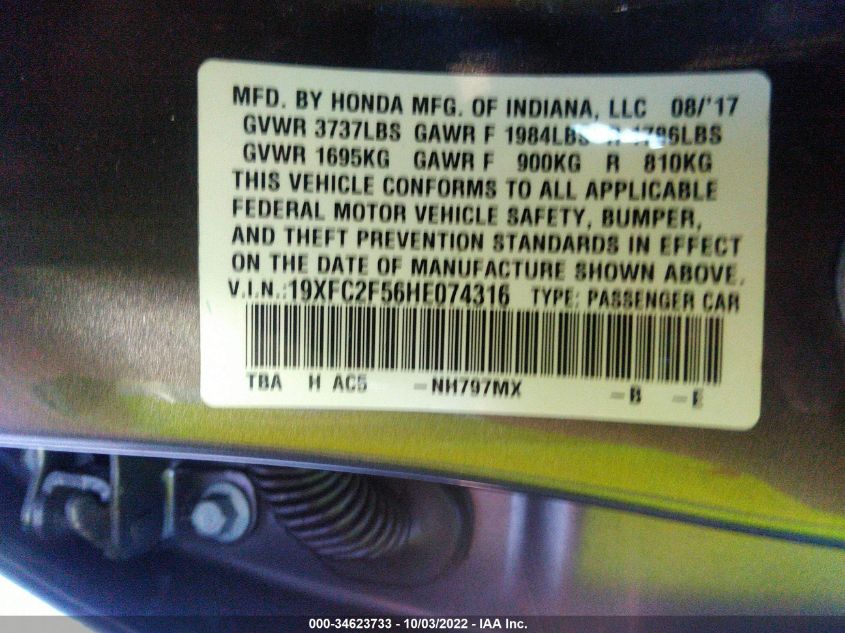 MFD. BY HONDA MFG. OF INDIANA, LLC 08/'17
GVWR 3737LBS GAWR F 1984LBS R 1786LBS
GVWR 1695KG GAWR F 900KG R 810KG
THIS VEHICLE CONFORMS TO ALL APPLICABLE
FEDERAL MOTOR VEHICLE SAFETY, BUMPER,
AND THEFT PREVENTION STANDARDS IN EFFECT
ON THE DATE OF MANUFACTURE SHOWN ABOVE.
V.I.N.:19XFC2F56HE074316 TYPE: PASSENGER CAR
TBA H AC5 -NH797MX -B -E
000-34623733 - 10/03/2022 - IAA Inc.